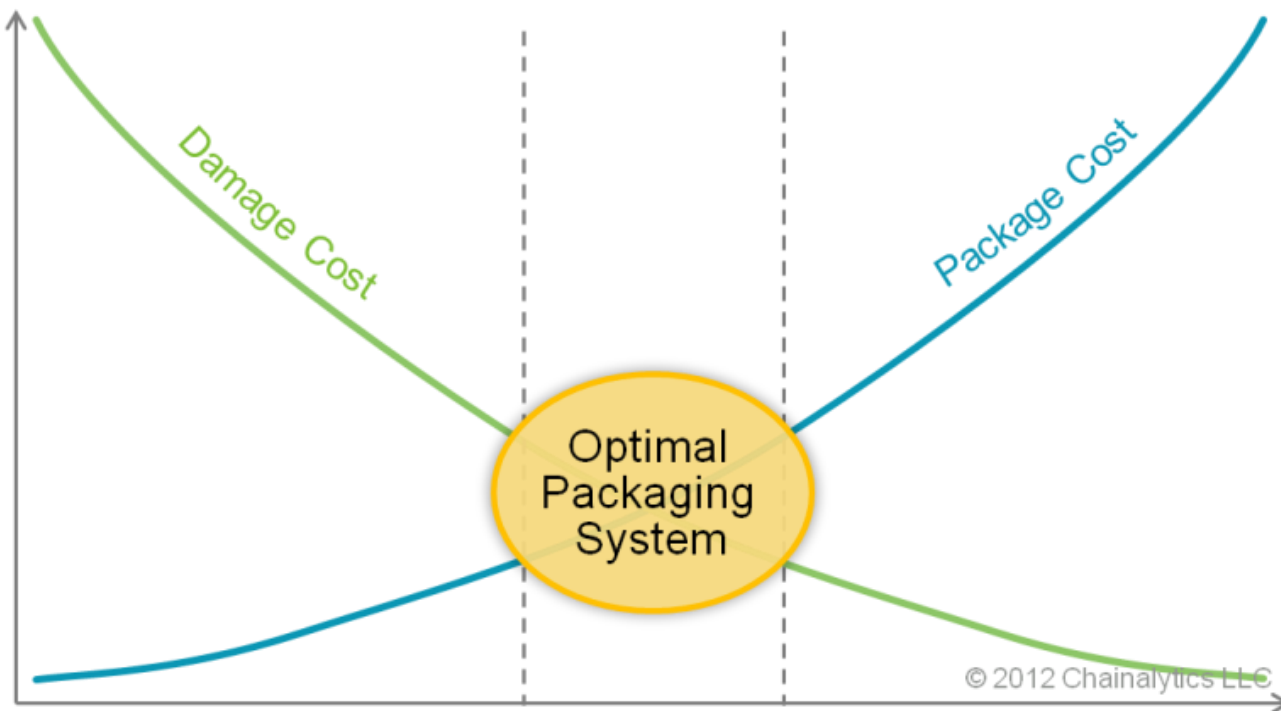 Damage Cost
Package Cost
Optimal
Packaging
System
© 2012 Chainalytics LLC